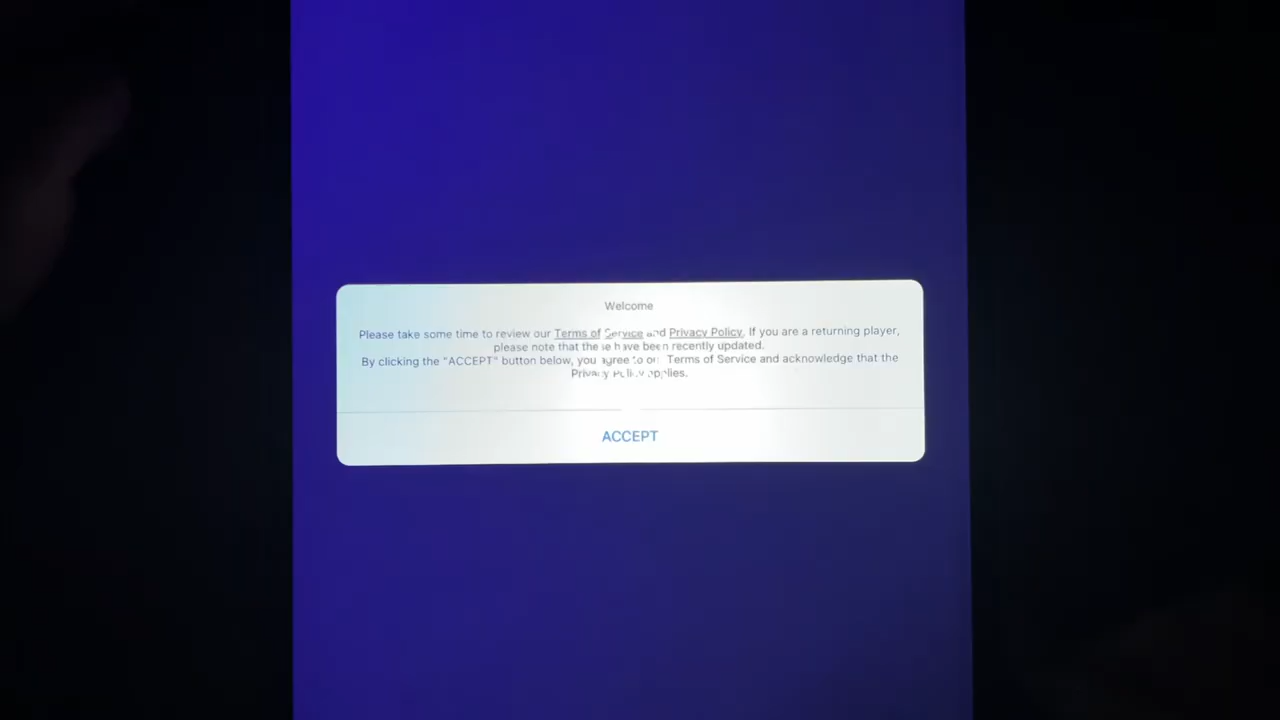 Welcome
Please take some time to review our Terms of Service and Privacy Policy. If you are a returning player,
please note that these have been recently updated.
By clicking the "ACCEPT" button below, you agree to our Terms of Service and acknowledge that the
Privacy Policy applies.
ACCEPT